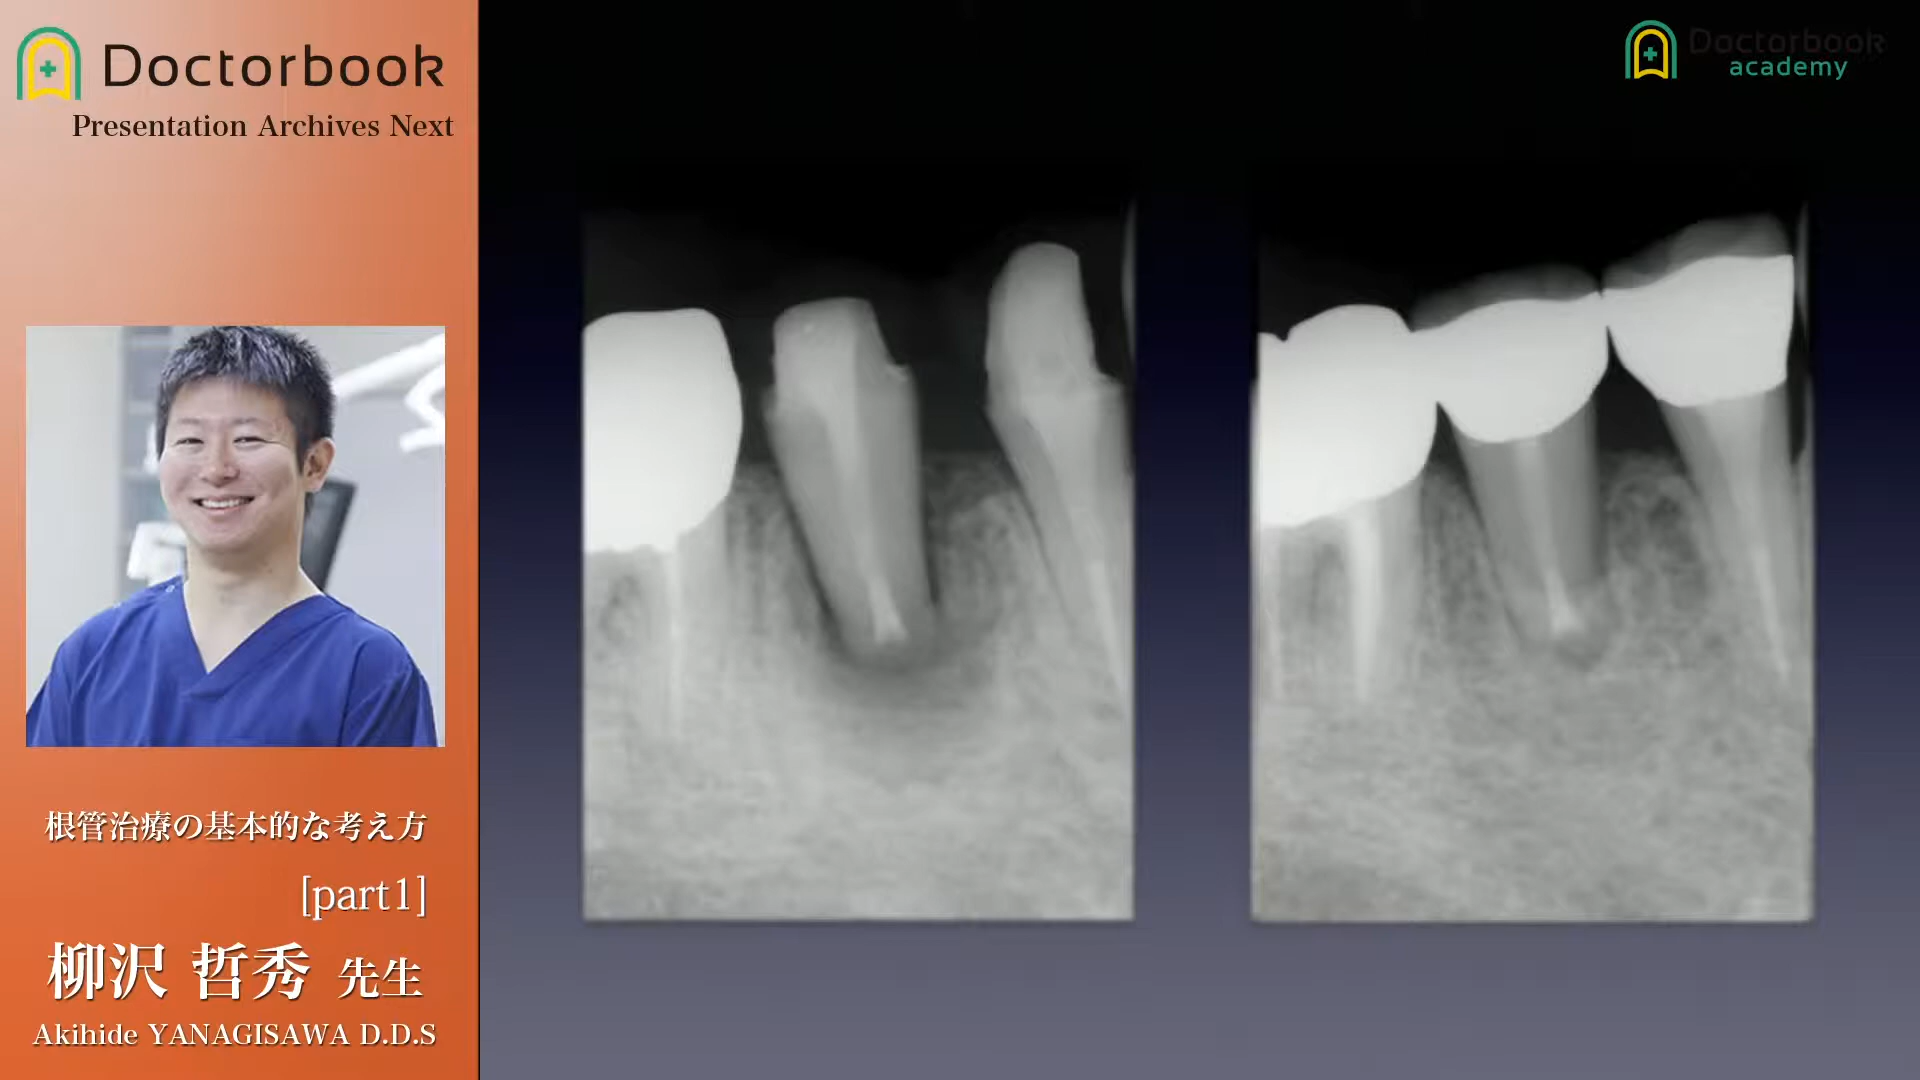 Doctorbook
Presentation Archives Next
根管治療の基本的な考え方
[part1]
柳沢 哲秀 先生
Akihide YANAGISAWA D.D.S
Doctorbook
academy